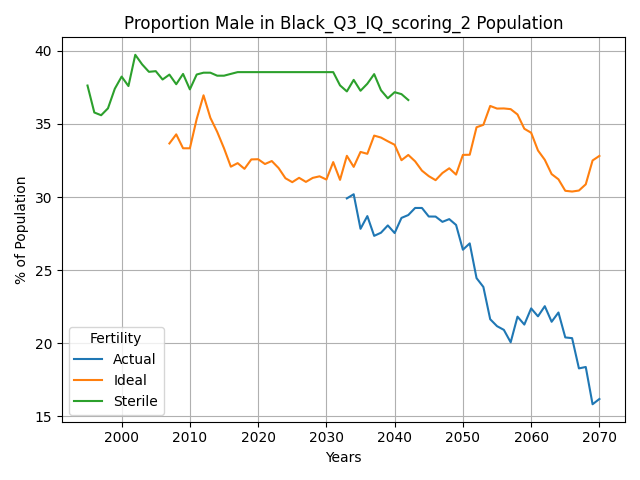 Proportion Male in Black_Q3_IQ_scoring_2 Population
% of Population
40
35
30
25
20
15
Fertility
Actual
Ideal
Sterile
2000 2010 2020 2030 2040 2050 2060 2070
Years